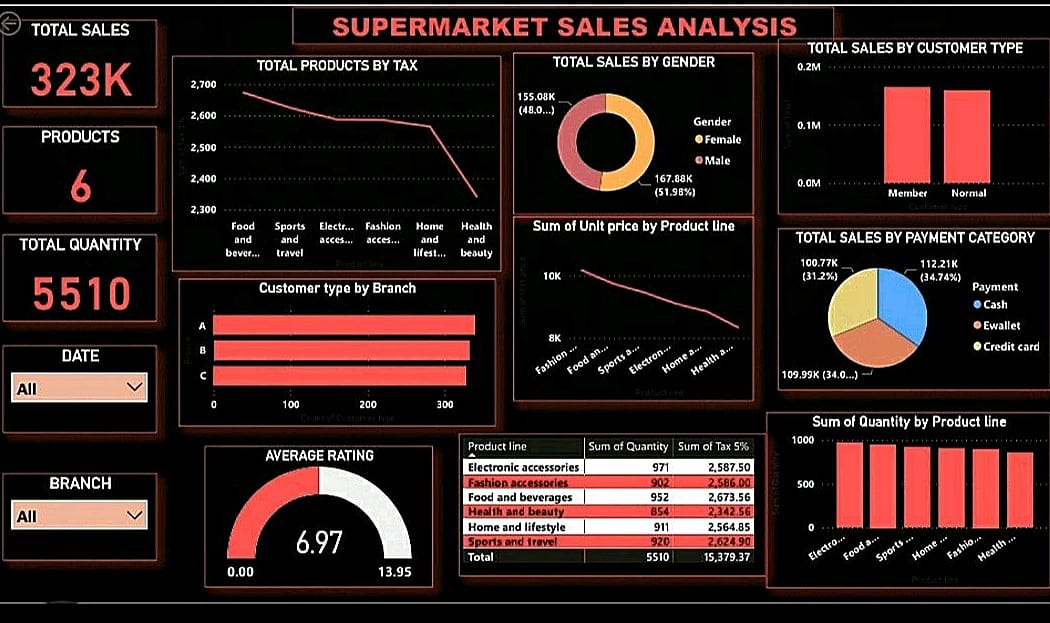 SUPERMARKET SALES ANALYSIS
TOTAL SALES
323K
PRODUCTS
6
TOTAL QUANTITY
5510
DATE
All
BRANCH
All
TOTAL PRODUCTS BY TAX
2,700
2,600
2,500
2,400
2,300
Food and bever...
Sports and travel
Electr... acces...
Fashion acces...
Home and lifest...
Health and beauty
Product line
Customer type by Branch
A
B
C
0 100 200 300
Count of Customer type
AVERAGE RATING
6.97
0.00 13.95
TOTAL SALES BY GENDER
155.08K
(48.0...)
Gender
Female
Male
167.88K
(51.98%)
Sum of Unit price by Product line
10K
8K
Fashion ... Food an... Sports a... Electron... Home a... Health a...
Product line
Product line Sum of Quantity Sum of Tax 5%
Electronic accessories 971 2,587.50
Fashion accessories 902 2,586.00
Food and beverages 952 2,673.56
Health and beauty 854 2,342.56
Home and lifestyle 911 2,564.85
Sports and travel 920 2,624.90
Total 5510 15,379.37
TOTAL SALES BY CUSTOMER TYPE
0.2M
0.1M
0.0M
Member Normal
Customer type
TOTAL SALES BY PAYMENT CATEGORY
100.77K
(31.2%)
112.21K
(34.74%)
Payment
Cash
Ewallet
Credit card
109.99K (34.0...)
Sum of Quantity by Product line
1000
500
0
Electro... Food a... Sports ... Home ... Fashio... Health ...
Product line